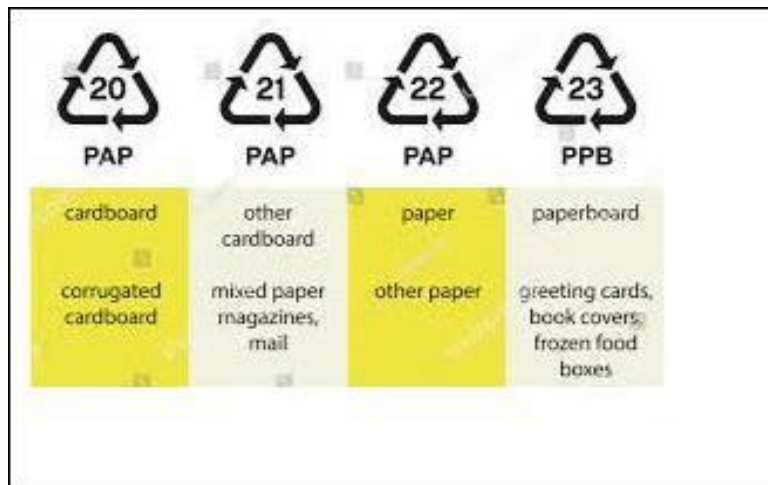 20
PAP
21
PAP
22
PAP
23
PPB
cardboard
corrugated
cardboard
other
cardboard
mixed paper
magazines,
mail
paper
other paper
paperboard
greeting cards,
book covers,
frozen food
boxes